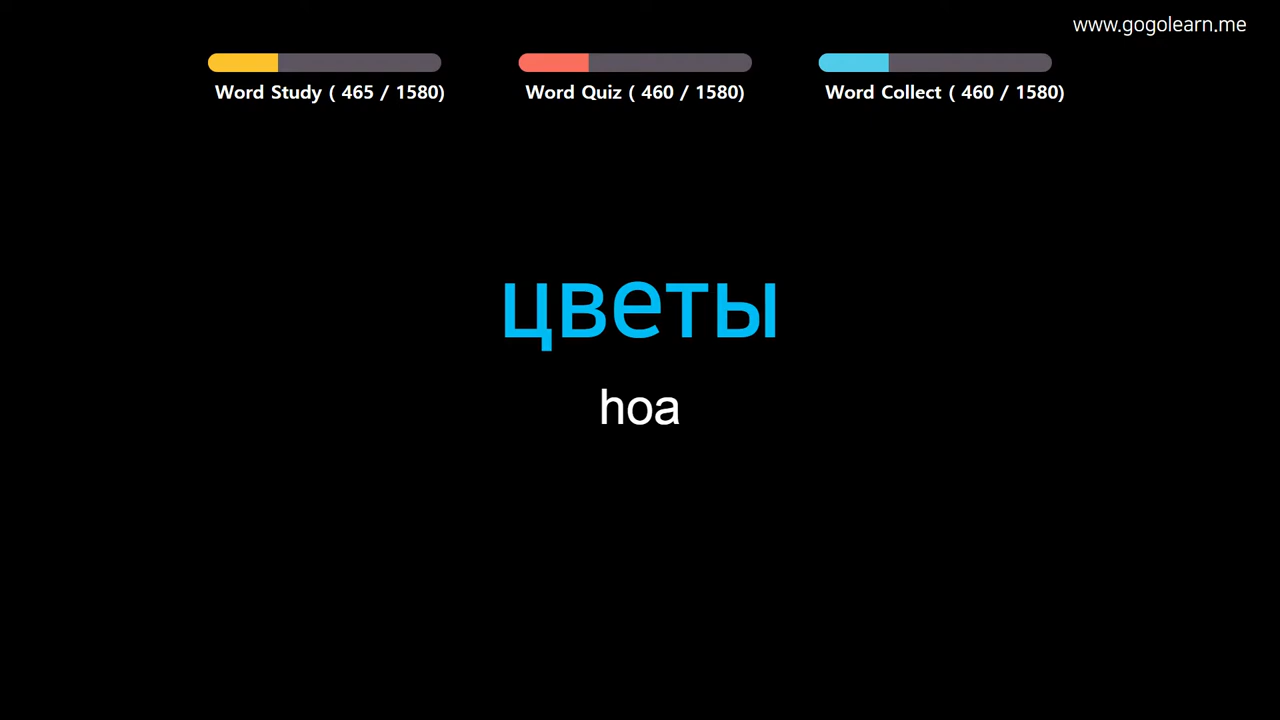 www.gogolearn.me
Word Study ( 465 / 1580)
Word Quiz ( 460 / 1580)
Word Collect ( 460 / 1580)
цветы
hoa